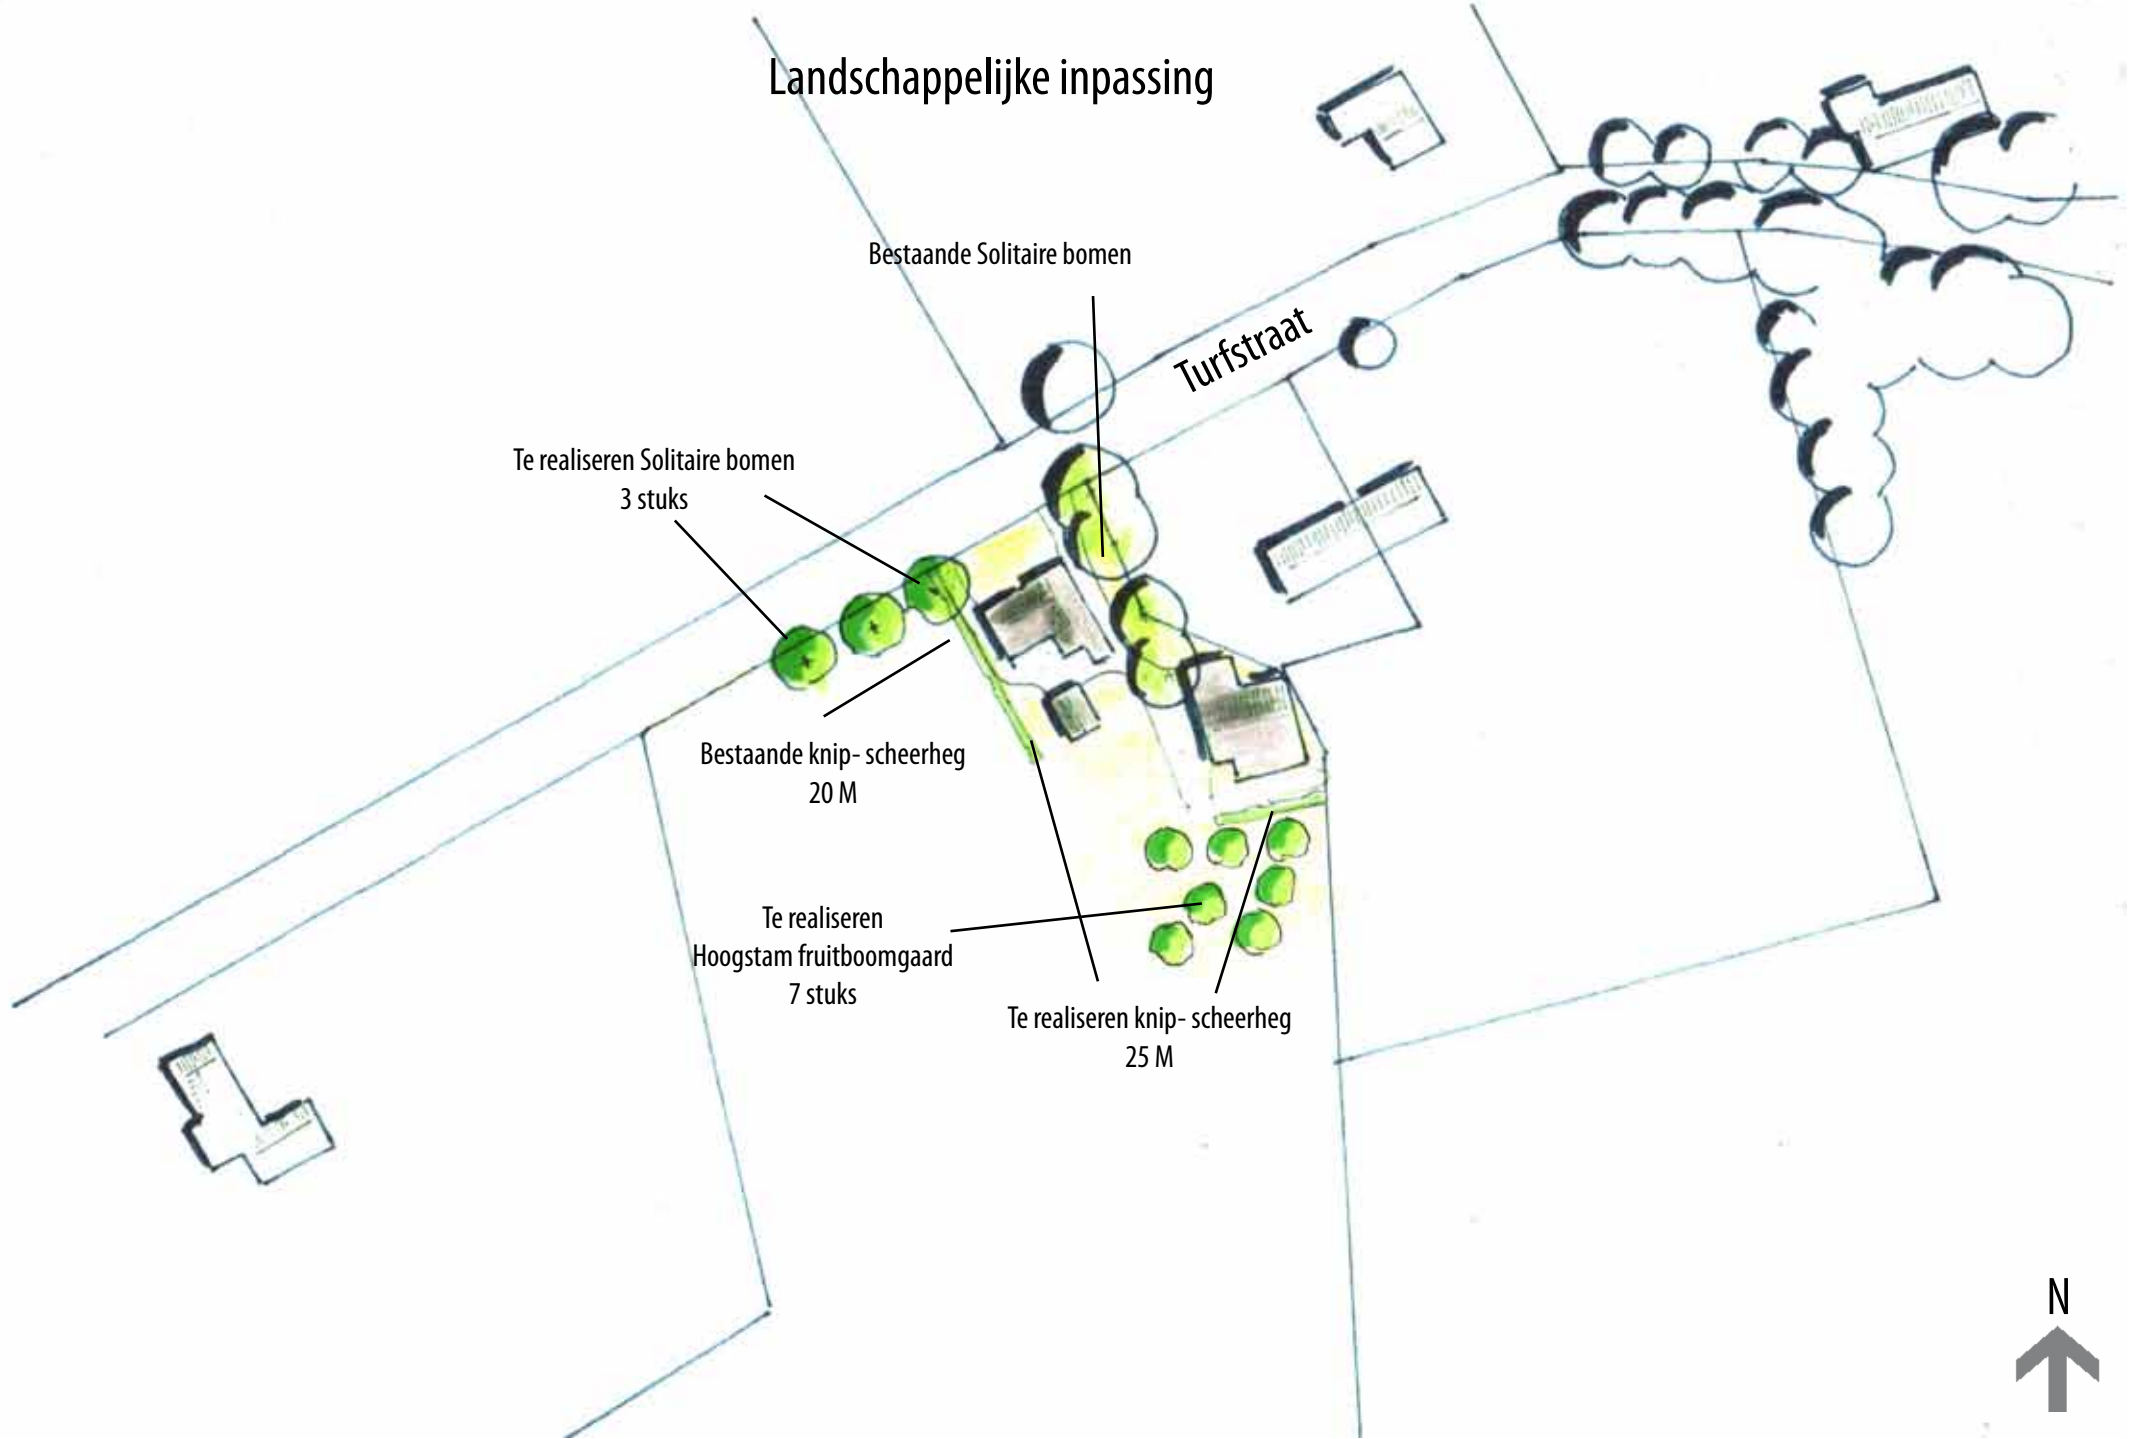 Landschappelijke inpassing
Bestaande Solitaire bomen
Turfstraat
Te realiseren Solitaire bomen
3 stuks
Bestaande knip- scheerheg
20 M
Te realiseren
Hoogstam fruitboomgaard
7 stuks
Te realiseren knip- scheerheg
25 M
N